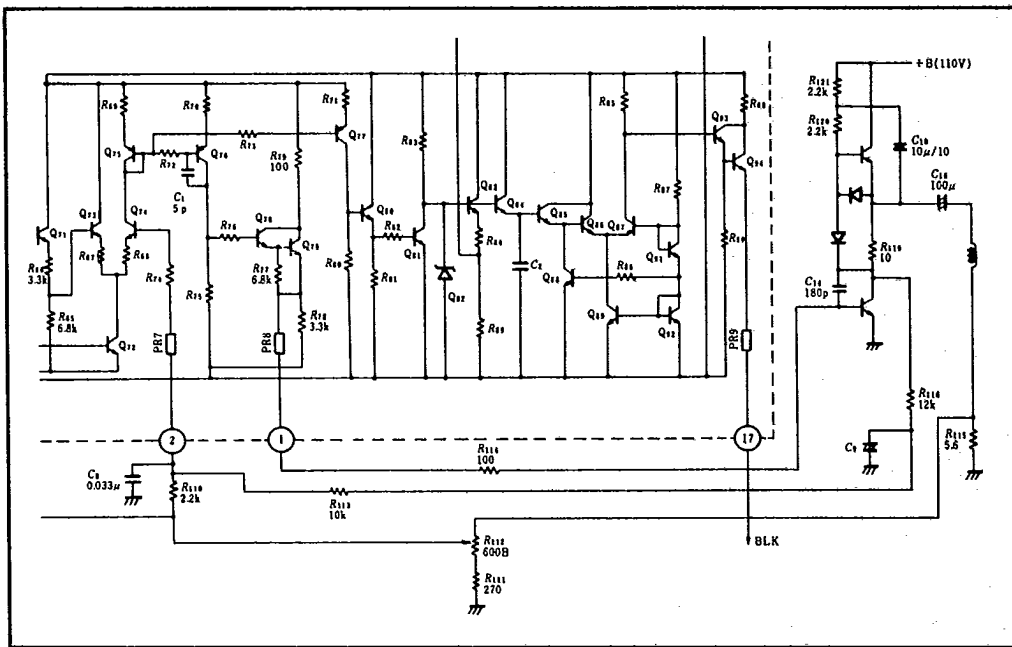 +B(110V)
R121
2.2k
R120
2.2k
C18
10μ/10
C16
100μ
R119
10
C14
180p
R116
12k
C9
R115
5.6
R69
R70
R71
R68
Q75
R72
Q76
R73
Q77
R79
100
C1
5p
R83
Q83
Q84
R85
Q93
Q94
Q71
Q73
Q74
R67
R66
3.3k
R65
6.8k
Q72
R74
PR7
R76
Q78
Q79
R77
6.8k
R75
R78
3.3k
PR8
Q80
R80
R82
Q81
R81
Q82
R84
R89
C2
Q85
Q86
Q87
R87
Q91
R86
Q89
Q92
PR9
2
1
17
C8
0.033μ
R110
2.2k
R114
100
R113
10k
R112
600B
R111
270
BLK